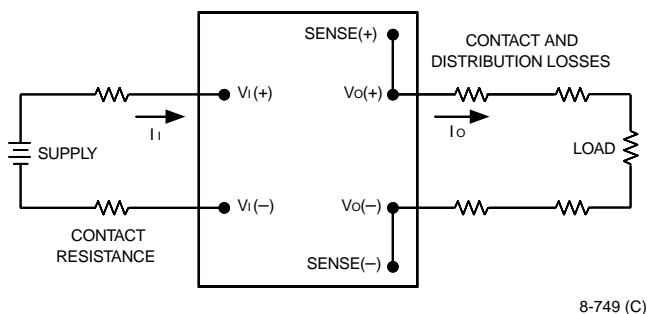 SENSE(+)
CONTACT AND
DISTRIBUTION LOSSES
VI(+)
VO(+)
II
IO
SUPPLY
LOAD
VI(–)
VO(–)
CONTACT
RESISTANCE
SENSE(–)
8-749 (C)